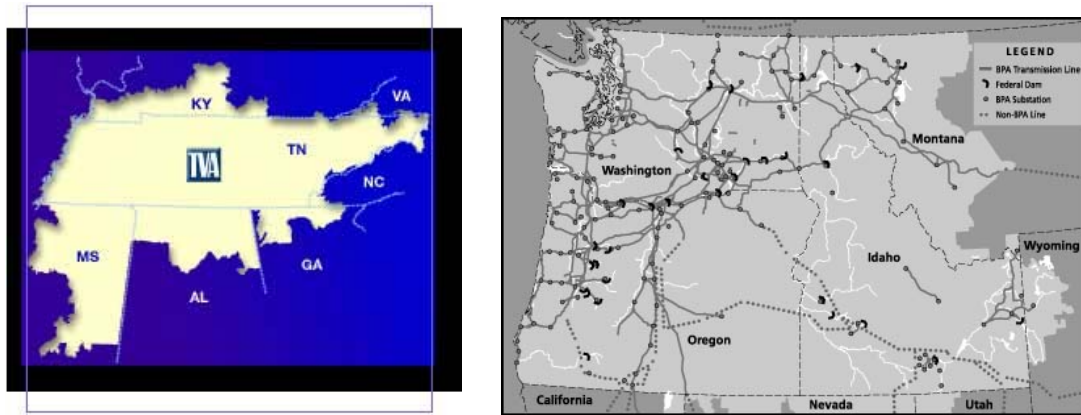 KY
VA
TVA
TN
NC
MS
GA
AL
LEGEND
BPA Transmission Line
Federal Dam
BPA Substation
Non-BPA Line
Montana
Washington
Wyoming
Idaho
Oregon
California
Nevada
Utah